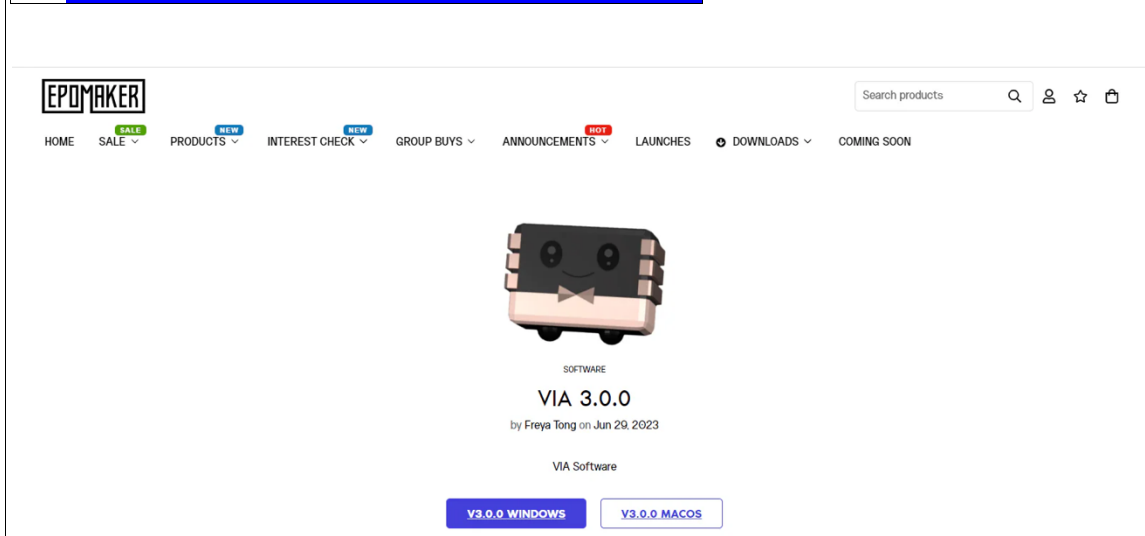 EPOMAKER
Search products
SALE NEW NEW HOT
HOME SALE PRODUCTS INTEREST CHECK GROUP BUYS ANNOUNCEMENTS LAUNCHES DOWNLOADS COMING SOON
SOFTWARE
VIA 3.0.0
by Freya Tong on Jun 29, 2023
VIA Software
V3.0.0 WINDOWS V3.0.0 MACOS